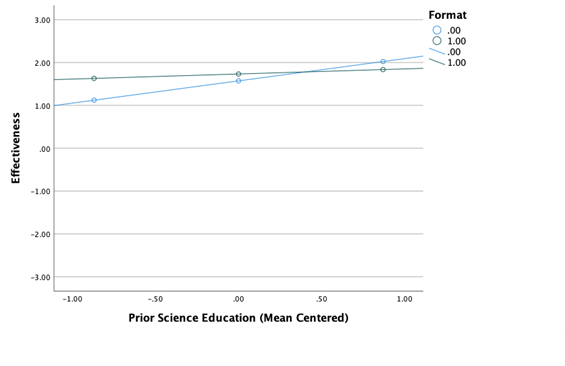 Format
.00
1.00
.00
1.00
3.00
2.00
1.00
.00
-1.00
-2.00
-3.00
Effectiveness
-1.00 -.50 .00 .50 1.00
Prior Science Education (Mean Centered)